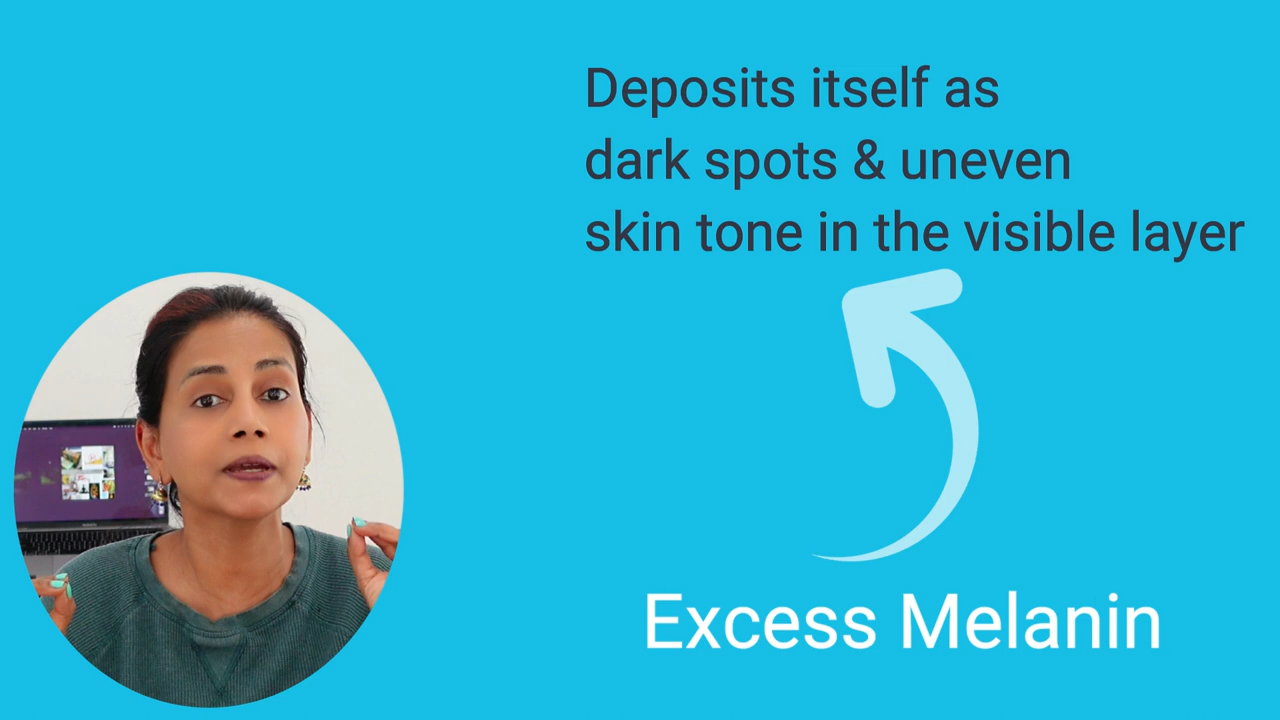 Deposits itself as
dark spots & uneven
skin tone in the visible layer
Excess Melanin